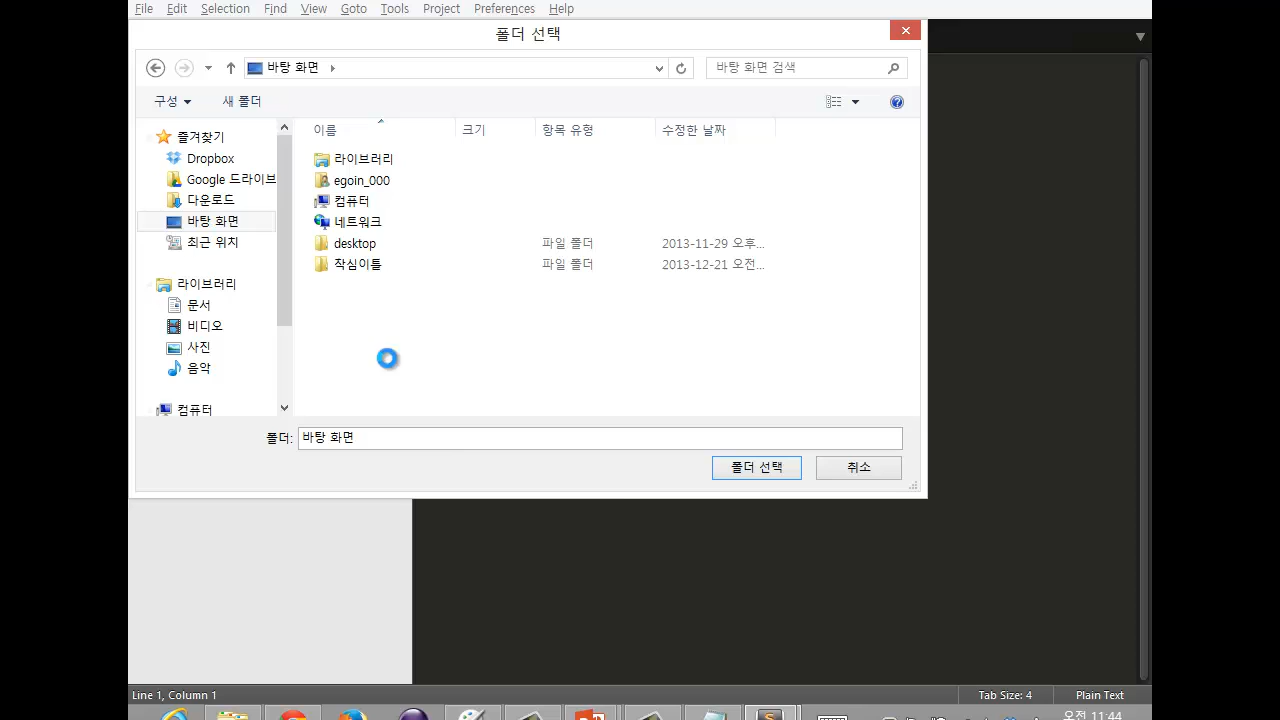 File Edit Selection Find View Goto Tools Project Preferences Help
폴더 선택
바탕 화면
바탕 화면 검색
구성
새 폴더
이름 크기 항목 유형 수정한 날짜
즐겨찾기
Dropbox
Google 드라이브
다운로드
바탕 화면
최근 위치
라이브러리
문서
비디오
사진
음악
컴퓨터
라이브러리
egoin_000
컴퓨터
네트워크
desktop 파일 폴더 2013-11-29 오후...
작심이틀 파일 폴더 2013-12-21 오전...
폴더: 바탕 화면
폴더 선택 취소
Line 1, Column 1 Tab Size: 4 Plain Text
오전 11:44